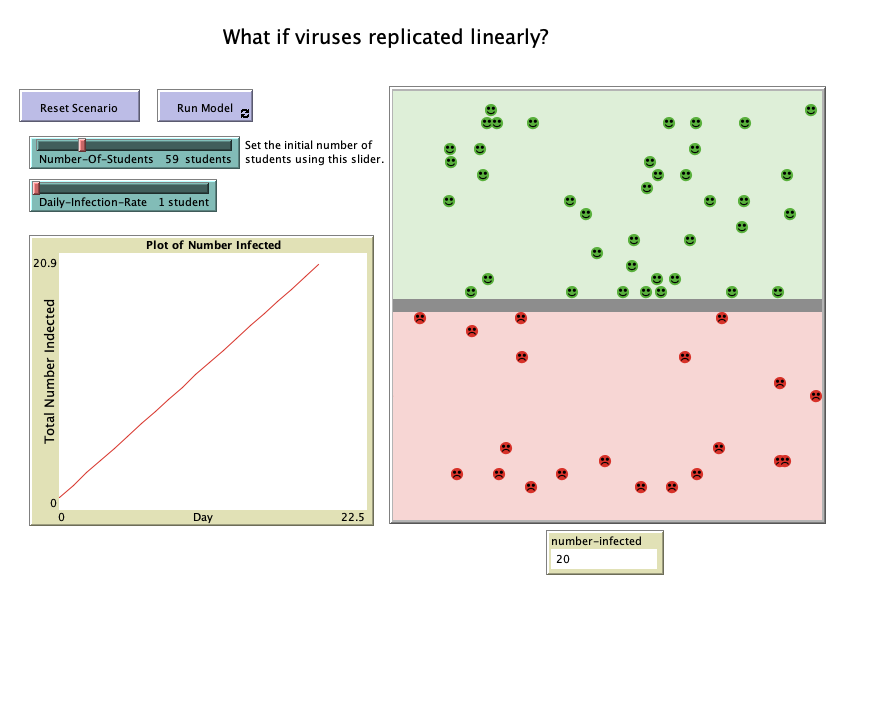 What if viruses replicated linearly?
Reset Scenario
Run Model
Number-Of-Students 59 students
Set the initial number of
students using this slider.
Daily-Infection-Rate 1 student
Plot of Number Infected
20.9
Total Number Indected
0
0 Day 22.5
number-infected
20